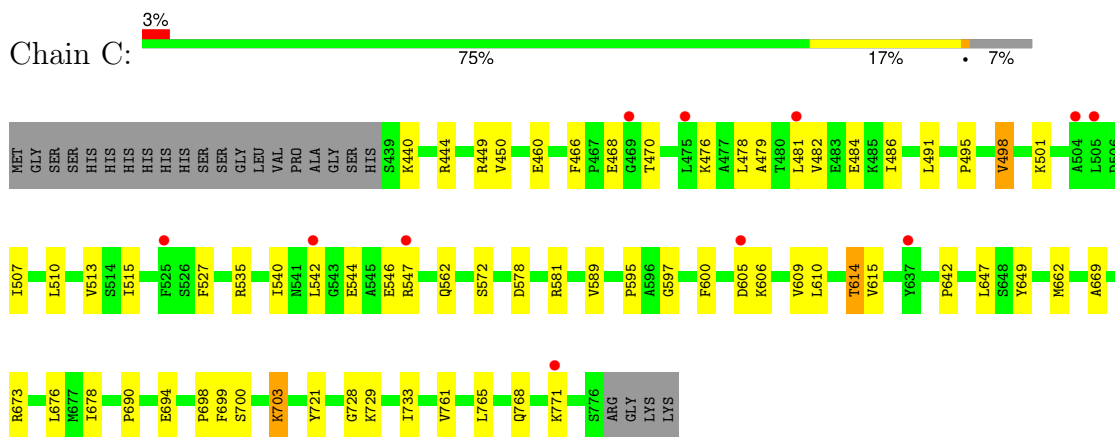 3%
Chain C:
75% 17% • 7%
MET GLY SER SER HIS HIS HIS HIS HIS HIS SER SER GLY LEU VAL PRO ALA GLY SER HIS S439 K440 R444 R449 V450 E460 F466 P467 E468 G469 T470 L475 K476 A477 L478 A479 T480 L481 V482 E483 E484 K485 I486 L491 P495 V498 K501 A504 L505 D506
I507 L510 V513 S514 I515 F525 S526 F527 R535 I540 N541 L542 G543 E544 A545 E546 R547 Q562 S572 D578 R581 V589 P595 A596 G597 F600 D605 K606 V609 L610 T614 V615 Y637 P642 L647 S648 Y649 M662 A669
R673 L676 M677 I678 P690 E694 P698 F699 S700 K703 Y721 G728 K729 I733 V761 L765 Q768 K771 S776 ARG GLY LYS LYS